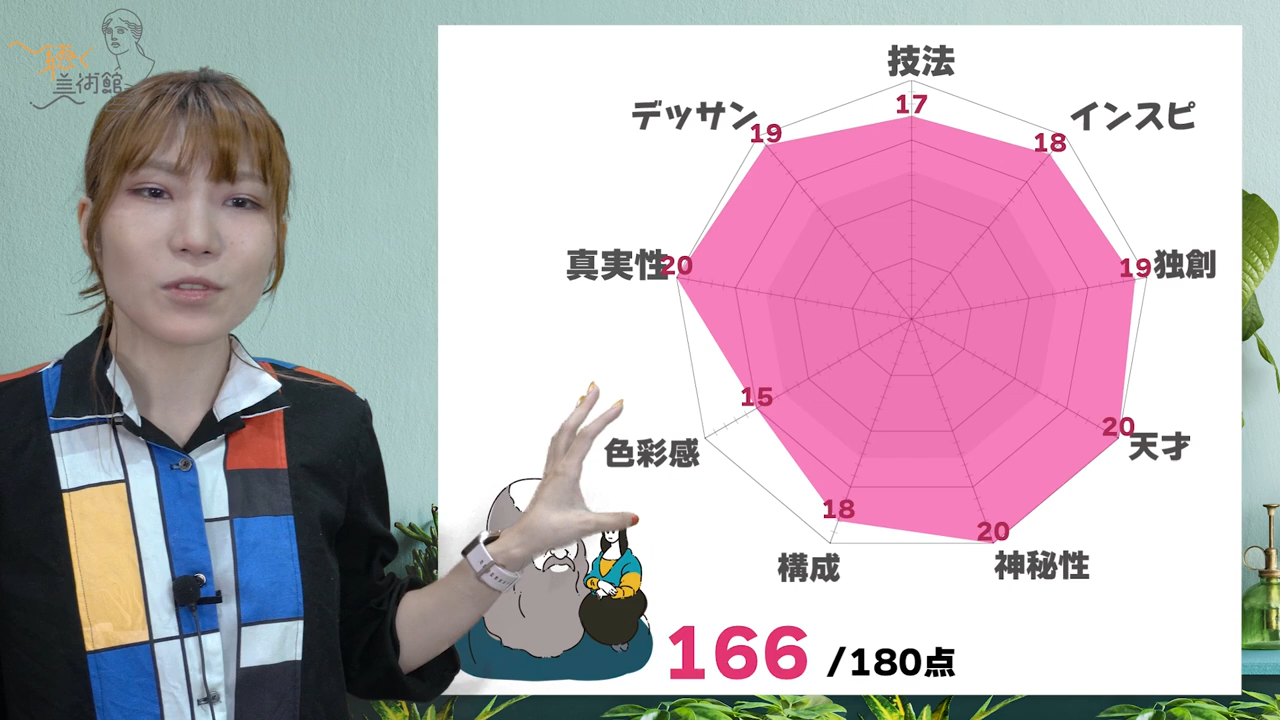 聴く
美術館
技法
17
インスピ
18
独創
19
天才
20
神秘性
20
構成
18
色彩感
15
真実性
20
デッサン
19
166 /180点